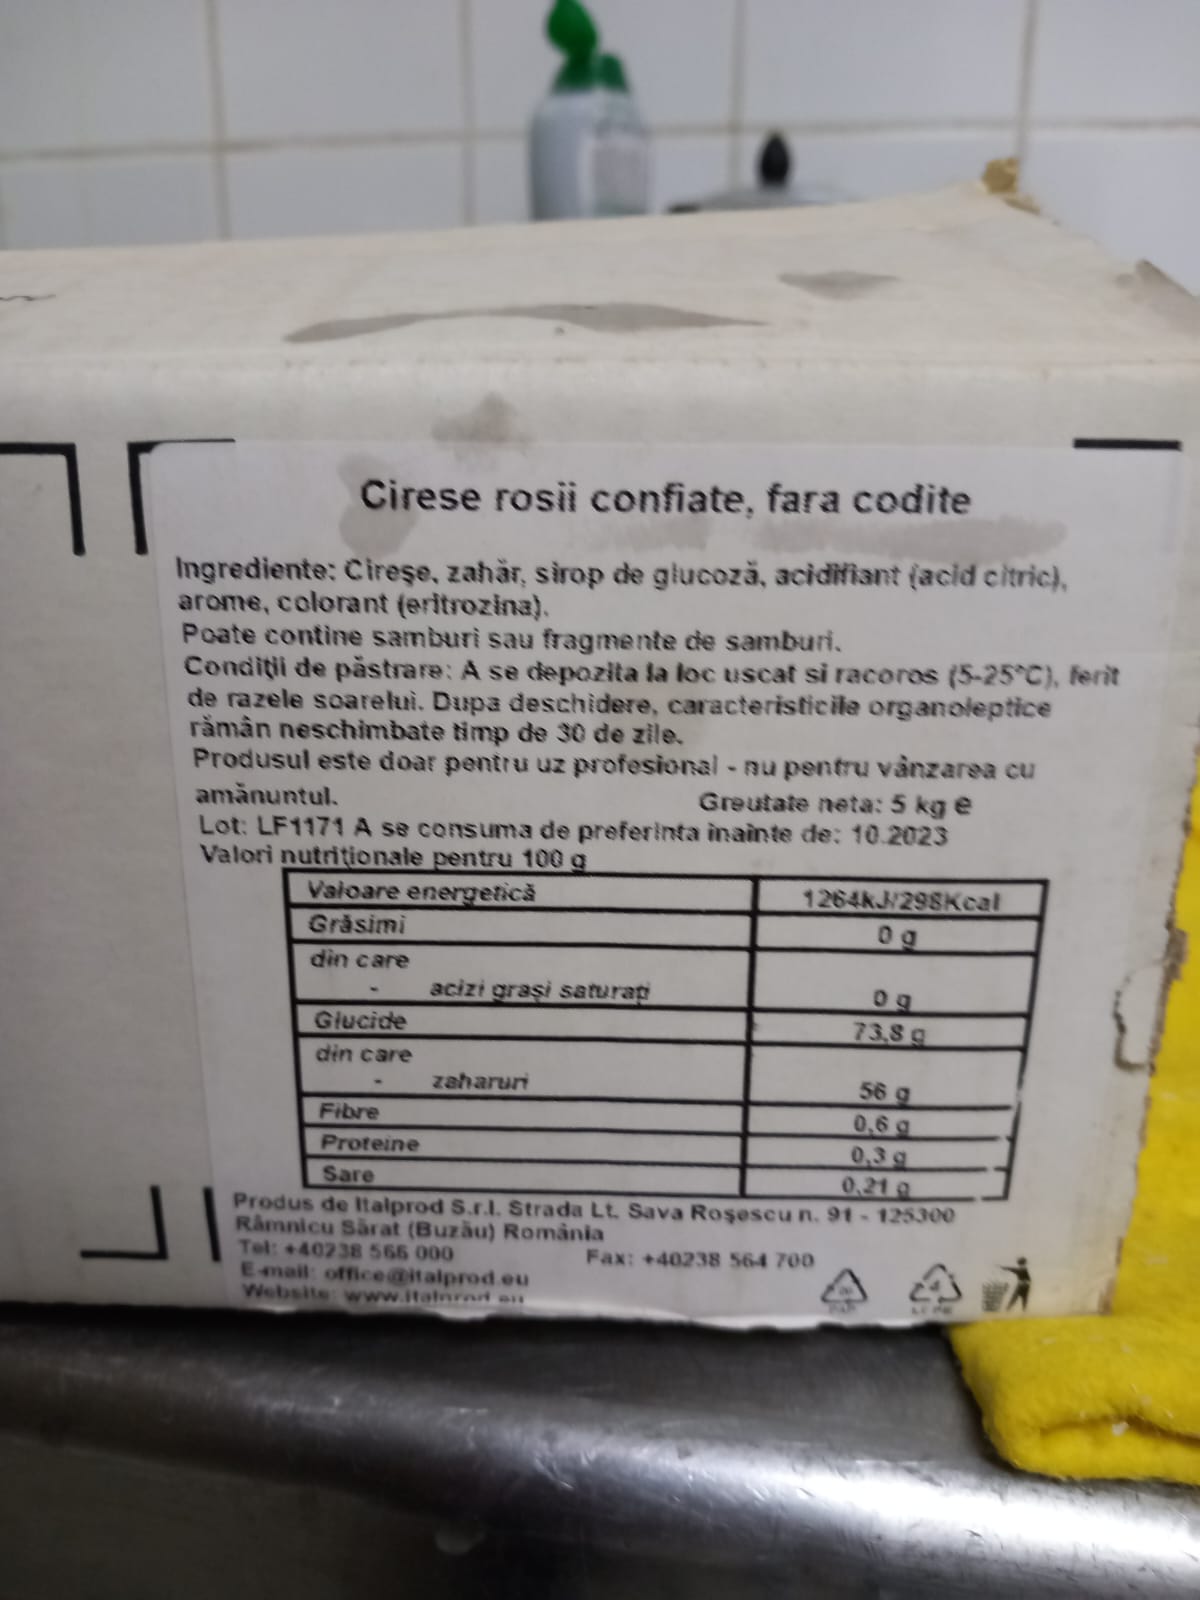 Cirese rosii confiate, fara codite
Ingrediente: Cireşe, zahăr, sirop de glucoză, acidifiant (acid citric),
arome, colorant (eritrozina).
Poate contine samburi sau fragmente de samburi.
Condiţii de păstrare: A se depozita la loc uscat si racoros (5-25°C), ferit
de razele soarelui. Dupa deschidere, caracteristicile organoleptice
rămân neschimbate timp de 30 de zile.
Produsul este doar pentru uz profesional - nu pentru vânzarea cu
amănuntul. Greutate neta: 5 kg e
Lot: LF1171 A se consuma de preferinta inainte de: 10.2023
Valori nutriţionale pentru 100 g
Valoare energetică 1264kJ/298Kcal
Grăsimi 0 g
din care
- acizi graşi saturaţi 0 g
Glucide 73,8 g
din care
- zaharuri 56 g
Fibre 0,6 g
Proteine 0,3 g
Sare 0,21 g
Produs de Italprod S.r.l. Strada Lt. Sava Roşescu n. 91 - 125300
Râmnicu Sărat (Buzău) România
Tel: +40238 566 000 Fax: +40238 564 700
E-mail: office@italprod.eu
Website: www.italprod.eu